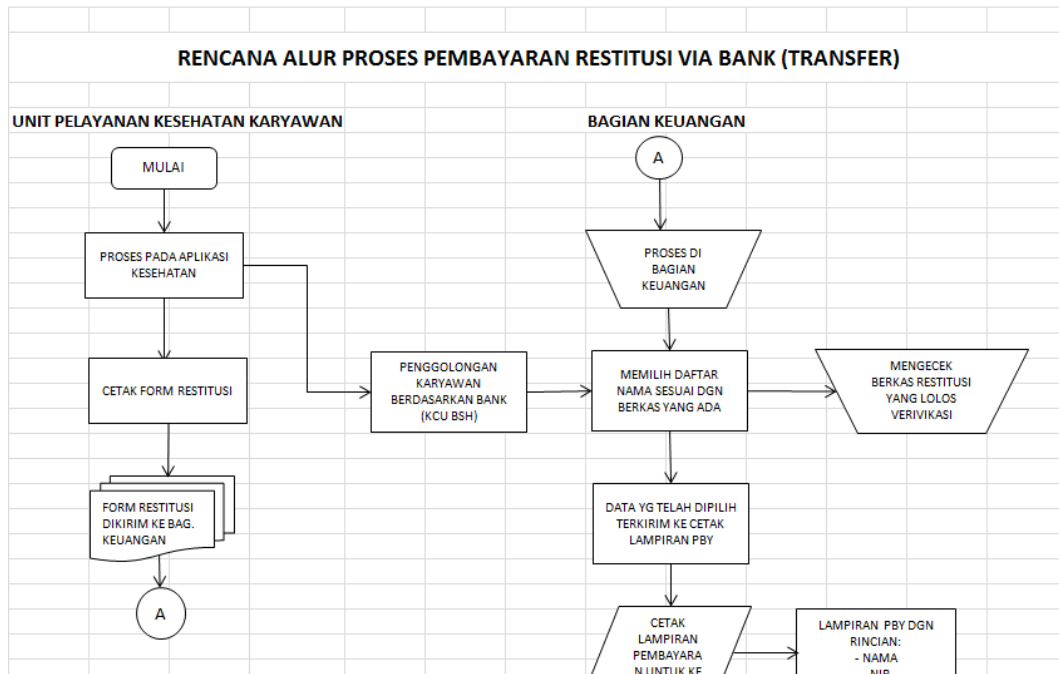 RENCANA ALUR PROSES PEMBAYARAN RESTITUSI VIA BANK (TRANSFER)
UNIT PELAYANAN KESEHATAN KARYAWAN
MULAI
PROSES PADA APLIKASI
KESEHATAN
CETAK FORM RESTITUSI
FORM RESTITUSI
DIKIRIM KE BAG.
KEUANGAN
A
PENGGOLONGAN
KARYAWAN
BERDASARKAN BANK
(KCU BSH)
BAGIAN KEUANGAN
A
PROSES DI
BAGIAN
KEUANGAN
MEMILIH DAFTAR
NAMA SESUAI DGN
BERKAS YANG ADA
MENGECEK
BERKAS RESTITUSI
YANG LOLOS
VERIVIKASI
DATA YG TELAH DIPILIH
TERKIRIM KE CETAK
LAMPIRAN PBY
CETAK
LAMPIRAN
PEMBAYARA
N UNTUK KE
LAMPIRAN PBY DGN
RINCIAN:
- NAMA